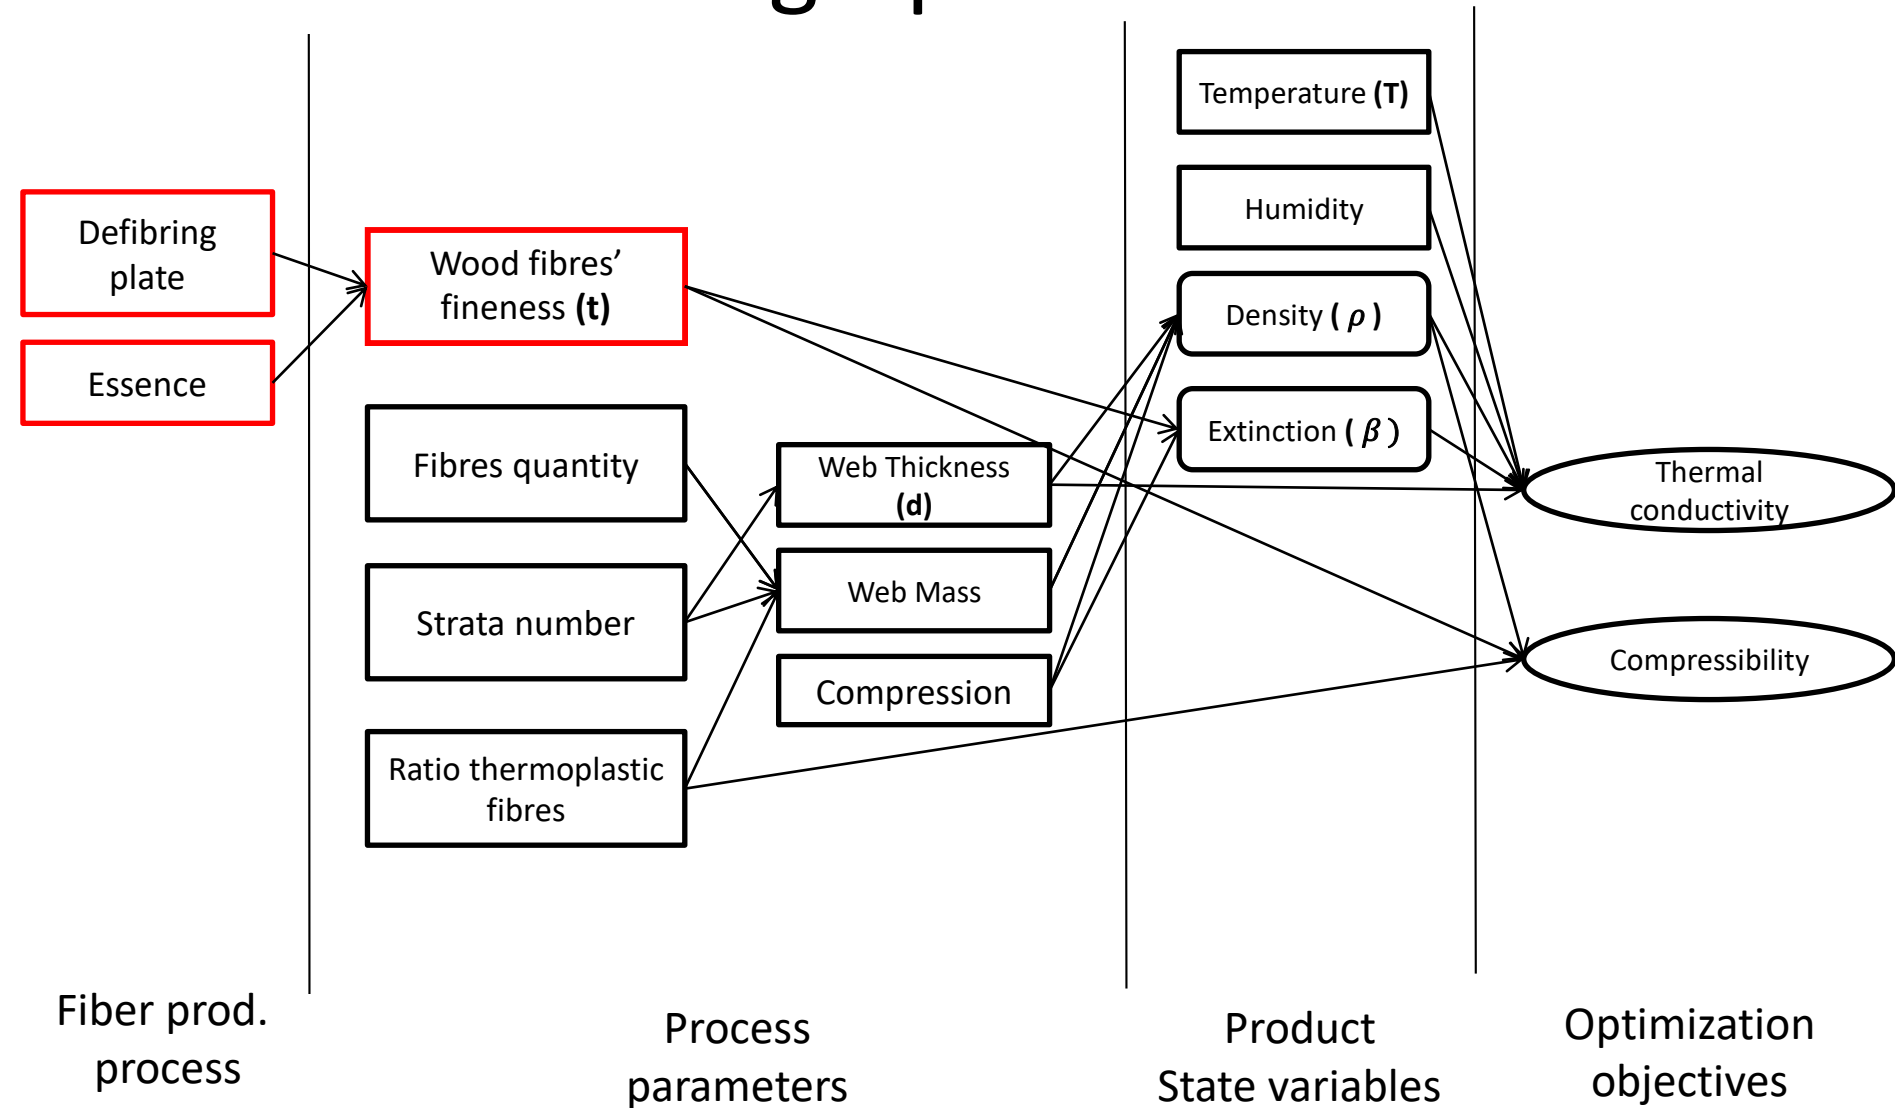 Temperature (T)
Humidity
Defibring
plate
Wood fibres’
fineness (t)
Density ( ρ )
Essence
Extinction ( β )
Fibres quantity
Web Thickness
(d)
Thermal
conductivity
Strata number
Web Mass
Compressibility
Compression
Ratio thermoplastic
fibres
Fiber prod.
process
Process
parameters
Product
State variables
Optimization
objectives